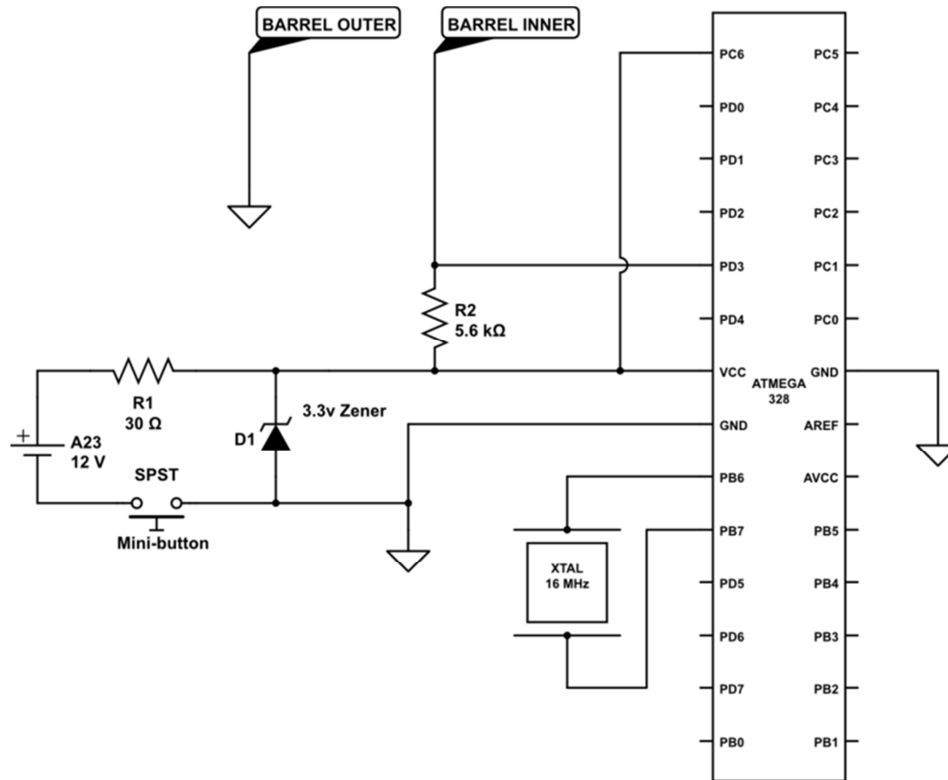 BARREL OUTER
BARREL INNER
PC6
PC5
PD0
PC4
PD1
PC3
PD2
PC2
PD3
PC1
R2
5.6 kΩ
PD4
PC0
R1
30 Ω
VCC
ATMEGA
328
GND
3.3v Zener
D1
GND
AREF
+
A23
12 V
SPST
Mini-button
PB6
AVCC
PB7
PB5
XTAL
16 MHz
PD5
PB4
PD6
PB3
PD7
PB2
PB0
PB1